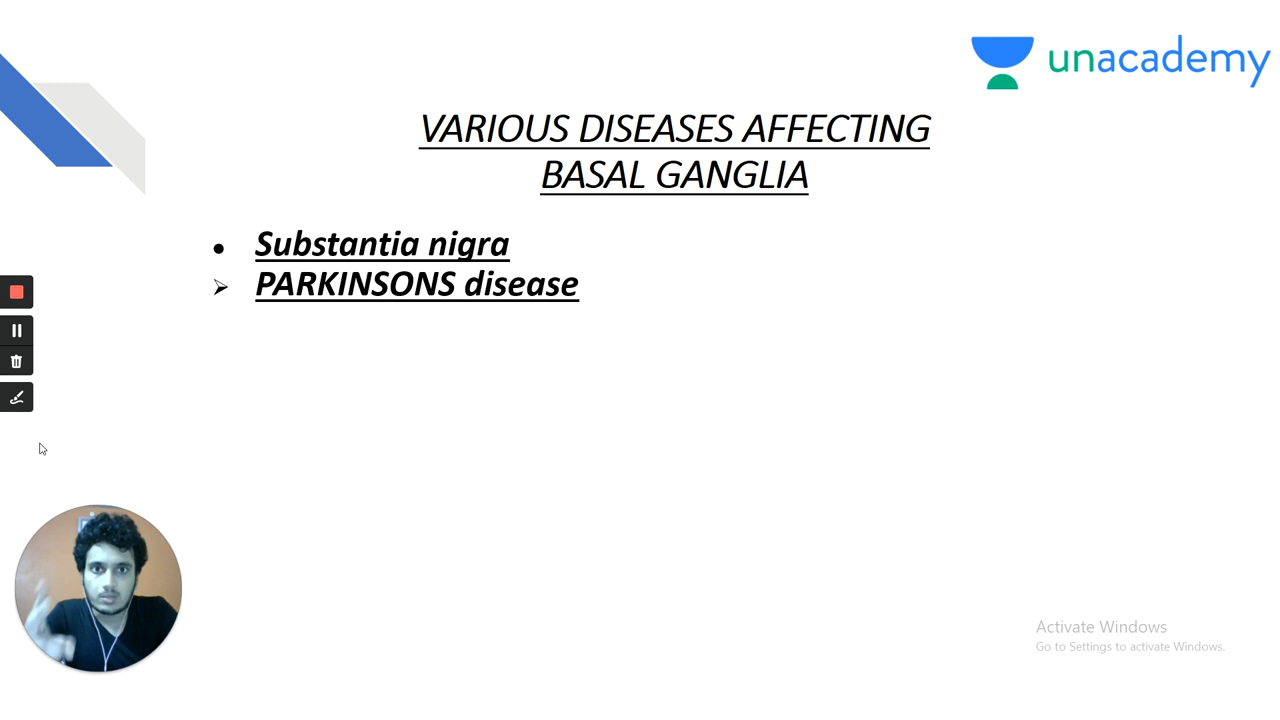 unacademy
VARIOUS DISEASES AFFECTING
BASAL GANGLIA
Substantia nigra
PARKINSONS disease
Activate Windows
Go to Settings to activate Windows.